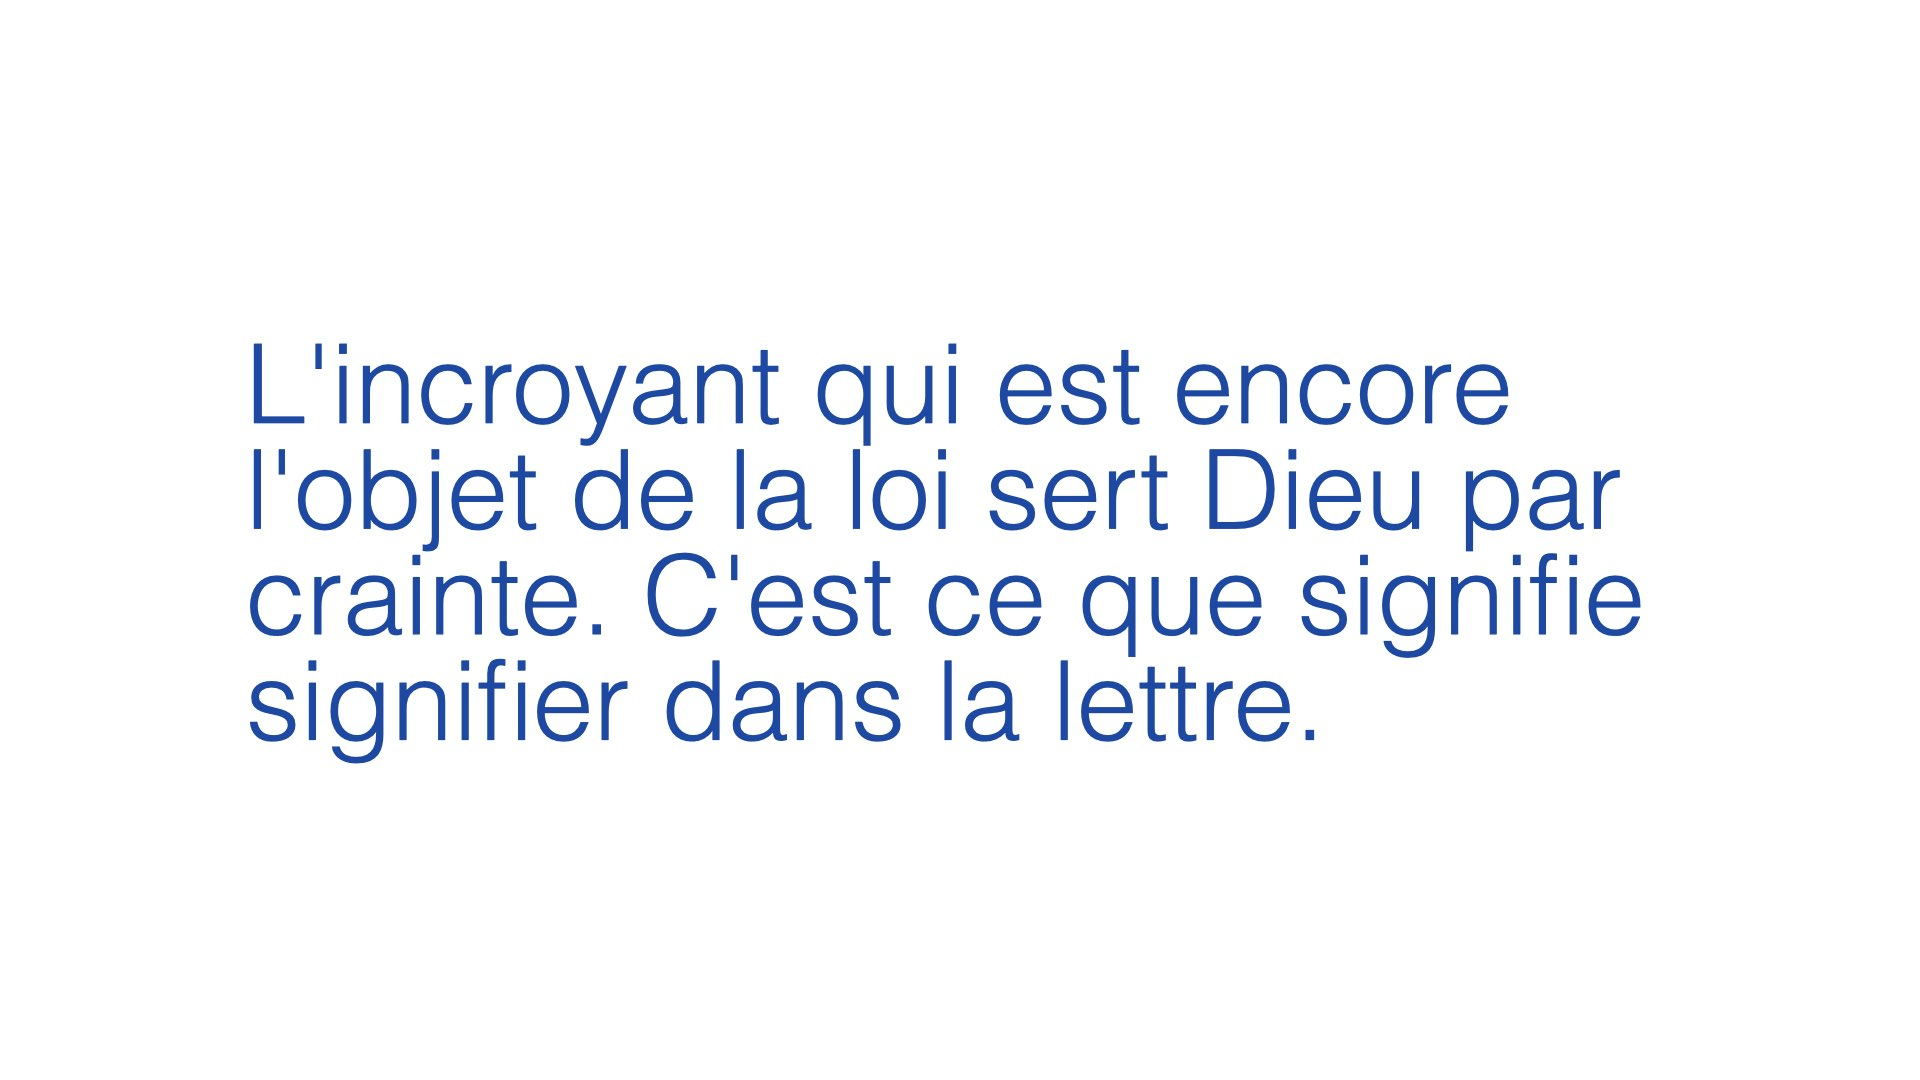 L'incroyant qui est encore
l'objet de la loi sert Dieu par
crainte. C'est ce que signifie
signifier dans la lettre.